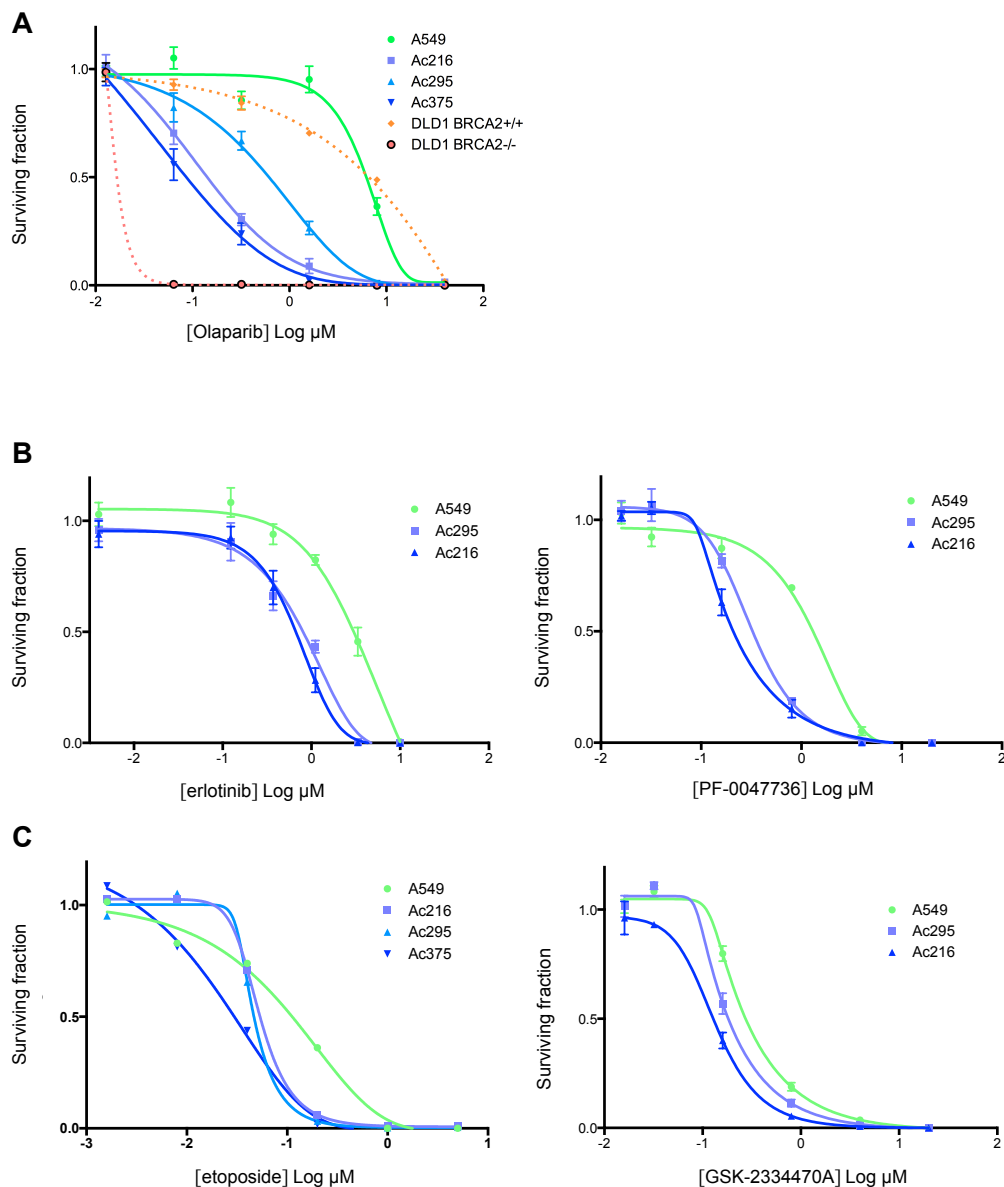 A
A549
Ac216
Ac295
Ac375
DLD1 BRCA2+/+
DLD1 BRCA2-/-
Surviving fraction
1.0
0.5
0.0
-2 -1 0 1 2
[Olaparib] Log µM
B
A549
Ac295
Ac216
Surviving fraction
1.0
0.5
0.0
-2 -1 0 1 2
[erlotinib] Log µM
A549
Ac295
Ac216
Surviving fraction
1.0
0.5
0.0
-2 -1 0 1 2
[PF-0047736] Log µM
C
A549
Ac216
Ac295
Ac375
Surviving fraction
1.0
0.5
0.0
-3 -2 -1 0 1
[etoposide] Log µM
A549
Ac295
Ac216
Surviving fraction
1.0
0.5
0.0
-2 -1 0 1 2
[GSK-2334470A] Log µM